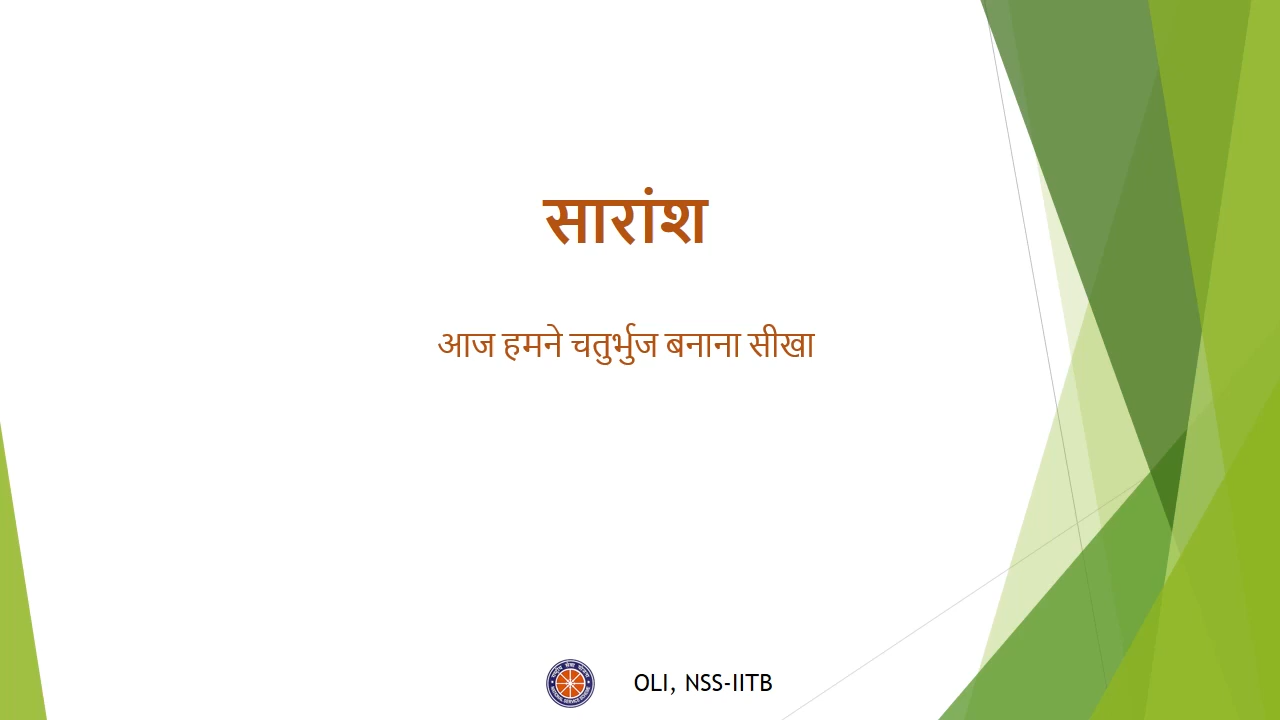 सारांश
आज हमने चतुर्भुज बनाना सीखा
OLI, NSS-IITB